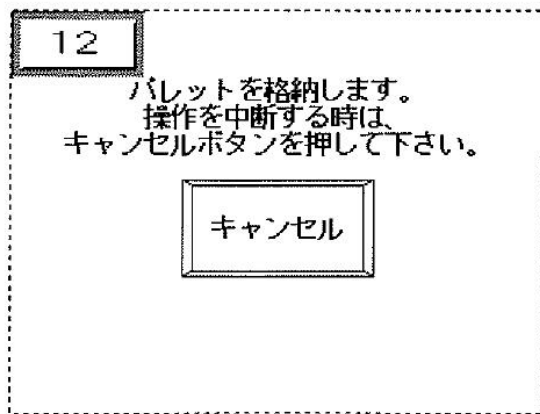 12
パレットを格納します。
操作を中断する時は、
キャンセルボタンを押して下さい。
キャンセル